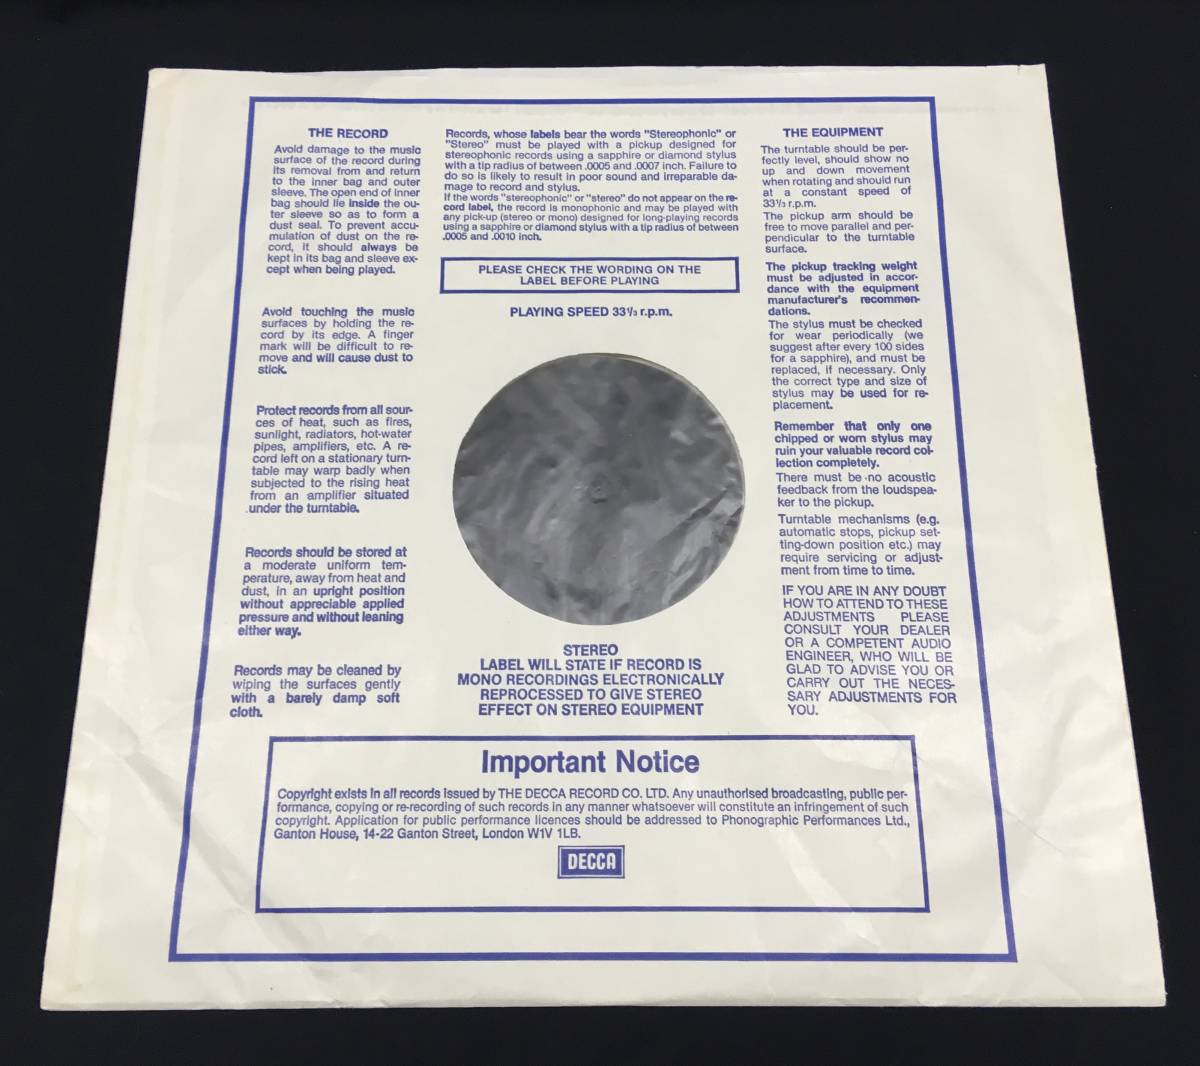 THE RECORD
Avoid damage to the music
surface of the record during
its removal from and return
to the inner bag and outer
sleeve. The open end of inner
bag should lie inside the ou-
ter sleeve so as to form a
dust seal. To prevent accu-
mulation of dust on the re-
cord, it should always be
kept in its bag and sleeve ex-
cept when being played.
Avoid touching the music
surfaces by holding the re-
cord by its edge. A finger
mark will be difficult to re-
move and will cause dust to
stick.
Protect records from all sour-
ces of heat, such as fires,
sunlight, radiators, hot-water
pipes, amplifiers, etc. A re-
cord left on a stationary turn-
table may warp badly when
subjected to the rising heat
from an amplifier situated
under the turntable.
Records should be stored at
a moderate uniform tem-
perature, away from heat and
dust, in an upright position
without appreciable applied
pressure and without leaning
either way.
Records may be cleaned by
wiping the surfaces gently
with a barely damp soft
cloth.
Records, whose labels bear the words "Stereophonic" or
"Stereo" must be played with a pickup designed for
stereophonic records using a sapphire or diamond stylus
with a tip radius of between .0005 and .0007 inch. Failure to
do so is likely to result in poor sound and irreparable da-
mage to record and stylus.
If the words "stereophonic" or "stereo" do not appear on the re-
cord label, the record is monophonic and may be played with
any pick-up (stereo or mono) designed for long-playing records
using a sapphire or diamond stylus with a tip radius of between
.0005 and .0010 inch.
PLEASE CHECK THE WORDING ON THE
LABEL BEFORE PLAYING
PLAYING SPEED 33⅓ r.p.m.
STEREO
LABEL WILL STATE IF RECORD IS
MONO RECORDINGS ELECTRONICALLY
REPROCESSED TO GIVE STEREO
EFFECT ON STEREO EQUIPMENT
THE EQUIPMENT
The turntable should be per-
fectly level, should show no
up and down movement
when rotating and should run
at a constant speed of
33⅓ r.p.m.
The pickup arm should be
free to move parallel and per-
pendicular to the turntable
surface.
The pickup tracking weight
must be adjusted in accor-
dance with the equipment
manufacturer's recommen-
dations.
The stylus must be checked
for wear periodically (we
suggest after every 100 sides
for a sapphire), and must be
replaced, if necessary. Only
the correct type and size of
stylus may be used for re-
placement.
Remember that only one
chipped or worn stylus may
ruin your valuable record col-
lection completely.
There must be no acoustic
feedback from the loudspea-
ker to the pickup.
Turntable mechanisms (e.g.
automatic stops, pickup set-
ting-down position etc.) may
require servicing or adjust-
ment from time to time.
IF YOU ARE IN ANY DOUBT
HOW TO ATTEND TO THESE
ADJUSTMENTS PLEASE
CONSULT YOUR DEALER
OR A COMPETENT AUDIO
ENGINEER, WHO WILL BE
GLAD TO ADVISE YOU OR
CARRY OUT THE NECES-
SARY ADJUSTMENTS FOR
YOU.
Important Notice
Copyright exists in all records issued by THE DECCA RECORD CO. LTD. Any unauthorised broadcasting, public per-
formance, copying or re-recording of such records in any manner whatsoever will constitute an infringement of such
copyright. Application for public performance licences should be addressed to Phonographic Performances Ltd.,
Ganton House, 14-22 Ganton Street, London W1V 1LB.
DECCA